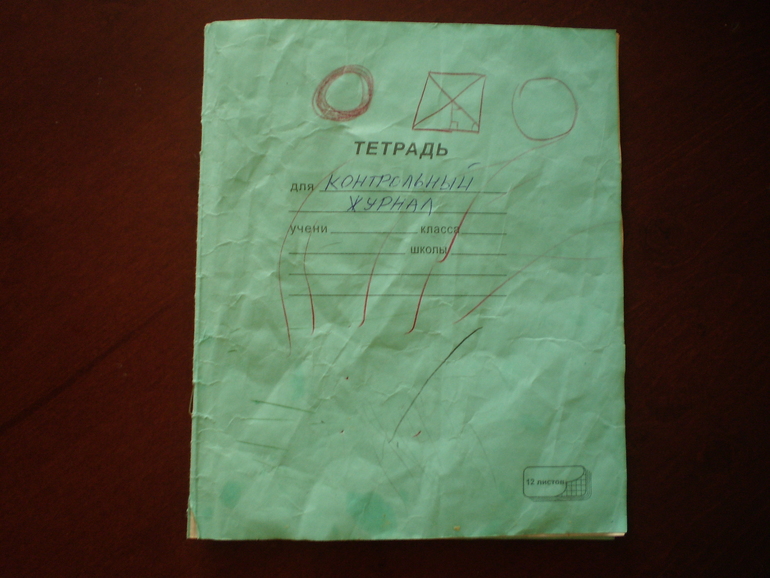 ТЕТРАДЬ
для КОНТРОЛЬНЫЙ
ЖУРНАЛ
учени класса
школы
12 листов